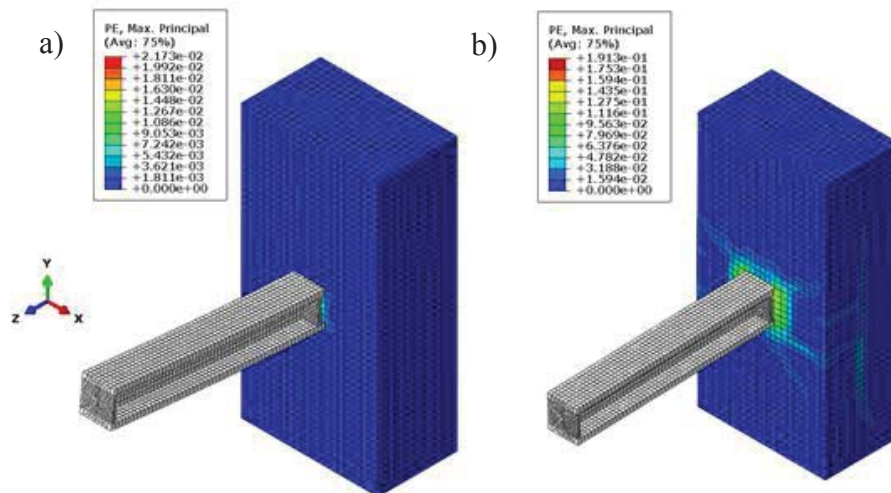 a)
PE, Max. Principal
(Avg: 75%)
+2.173e-02
+1.992e-02
+1.811e-02
+1.630e-02
+1.448e-02
+1.267e-02
+1.086e-02
+9.053e-03
+7.242e-03
+5.432e-03
+3.621e-03
+1.811e-03
+0.000e+00
b)
PE, Max. Principal
(Avg: 75%)
+1.913e-01
+1.753e-01
+1.594e-01
+1.435e-01
+1.275e-01
+1.116e-01
+9.563e-02
+7.969e-02
+6.376e-02
+4.782e-02
+3.188e-02
+1.594e-02
+0.000e+00
Y
Z
X